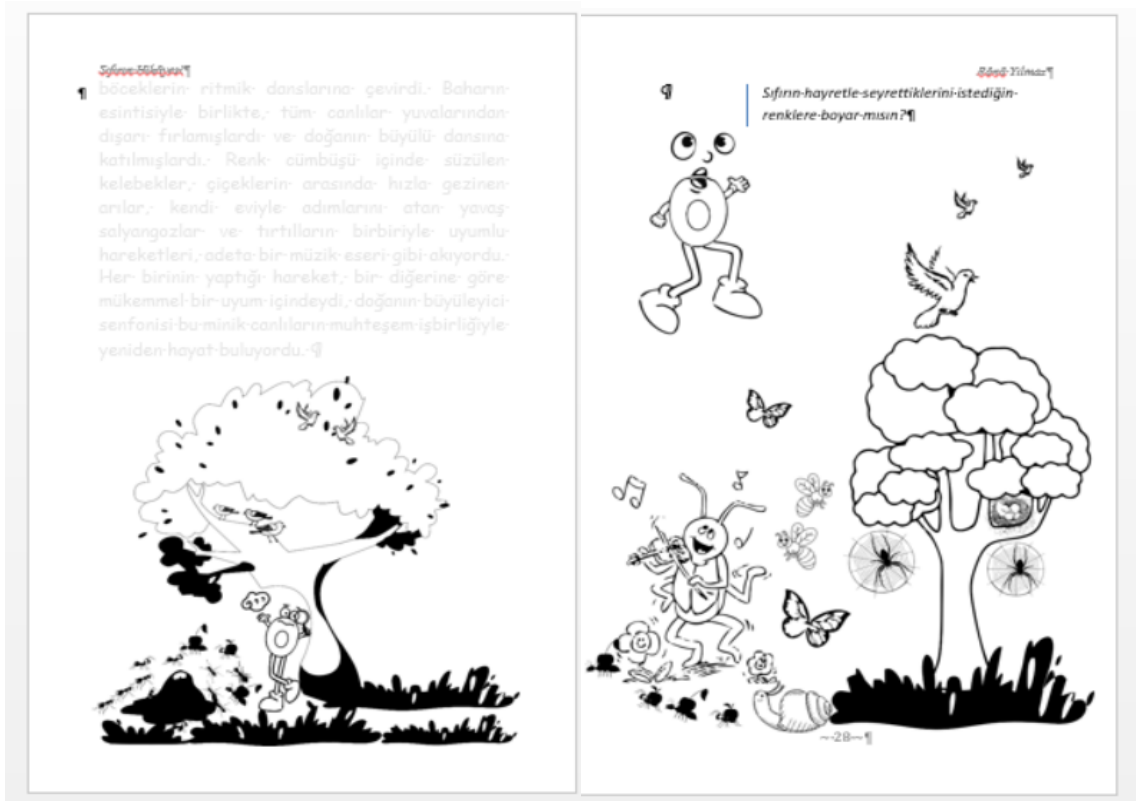 Sıfırın Hikâyesi¶
¶ böceklerin ritmik danslarına çevirdi. Baharın
esintisiyle birlikte, tüm canlılar yuvalarından
dışarı fırlamışlardı ve doğanın büyülü dansına
katılmışlardı. Renk cümbüşü içinde süzülen
kelebekler, çiçeklerin arasında hızla gezinen
arılar, kendi eviyle adımlarını atan yavaş
salyangozlar ve tırtılların birbiriyle uyumlu
hareketleri, adeta bir müzik eseri gibi akıyordu.
Her birinin yaptığı hareket, bir diğerine göre
mükemmel bir uyum içindeydi, doğanın büyüleyici
senfonisi bu minik canlıların muhteşem işbirliğiyle
yeniden hayat buluyordu. ¶
Yılmaz¶
¶
Sıfırın hayretle seyrettiklerini istediğin
renklere boyar mısın?¶
~28~¶